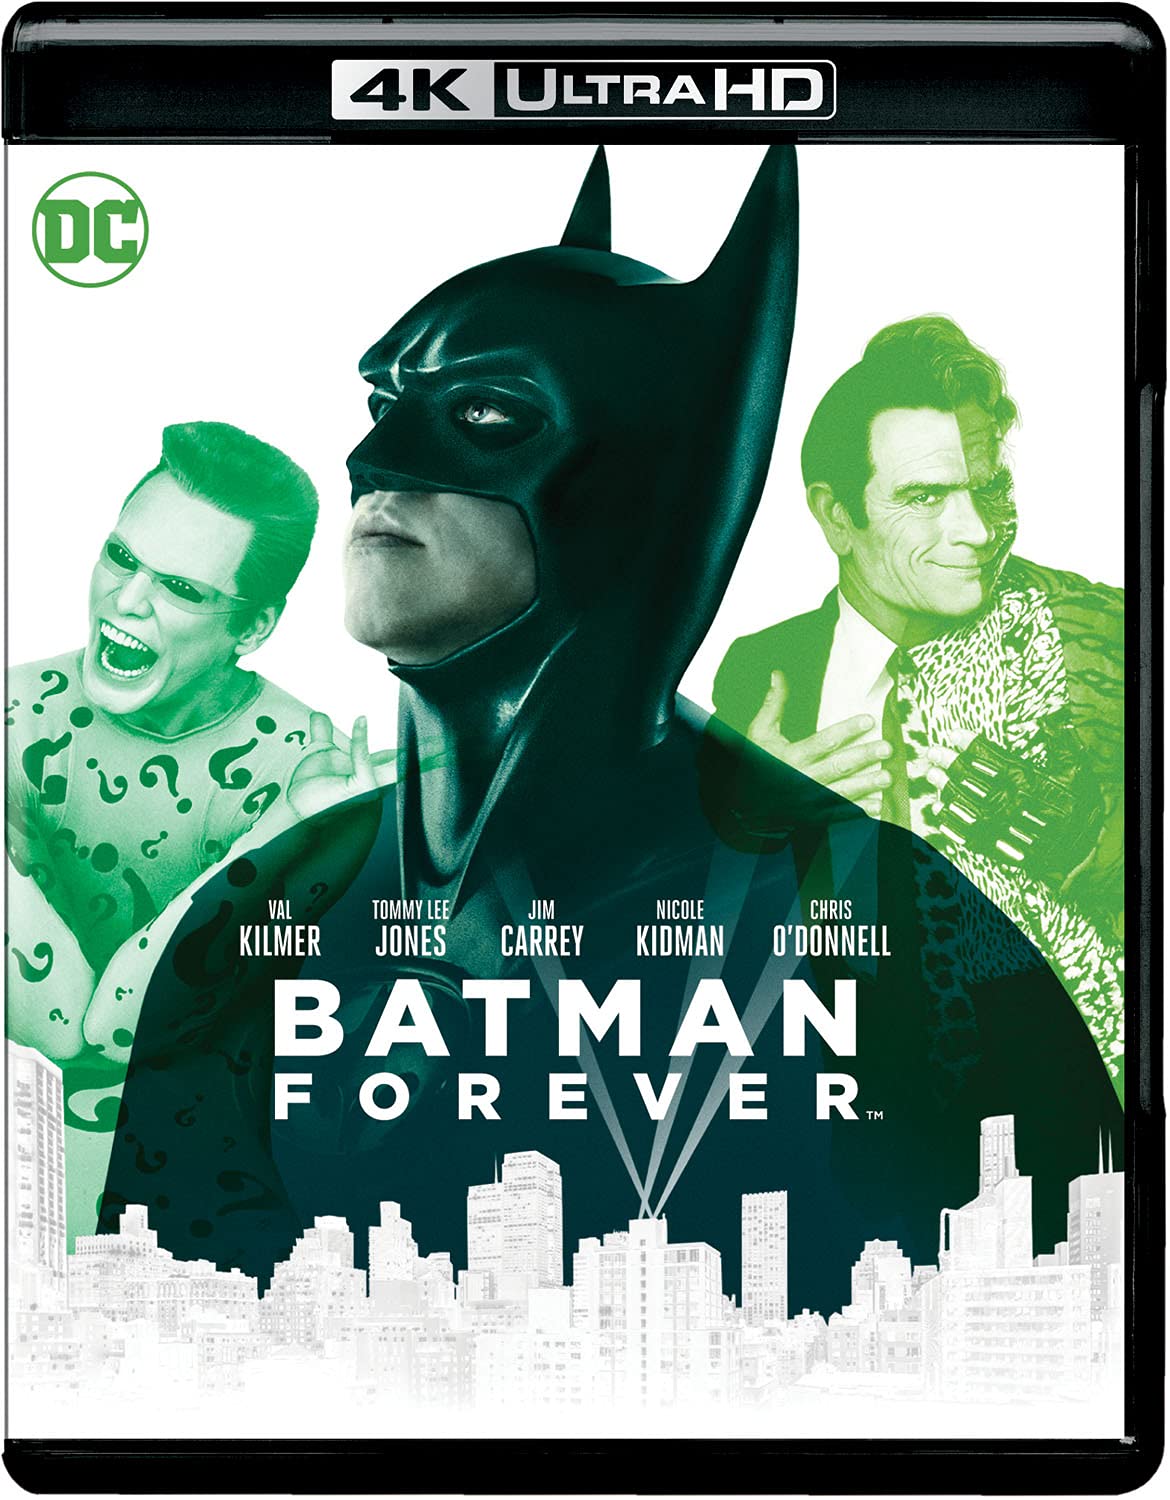 4K ULTRA HD
DC
VAL TOMMY LEE JIM NICOLE CHRIS
KILMER JONES CARREY KIDMAN O'DONNELL
BATMAN
FOREVER™